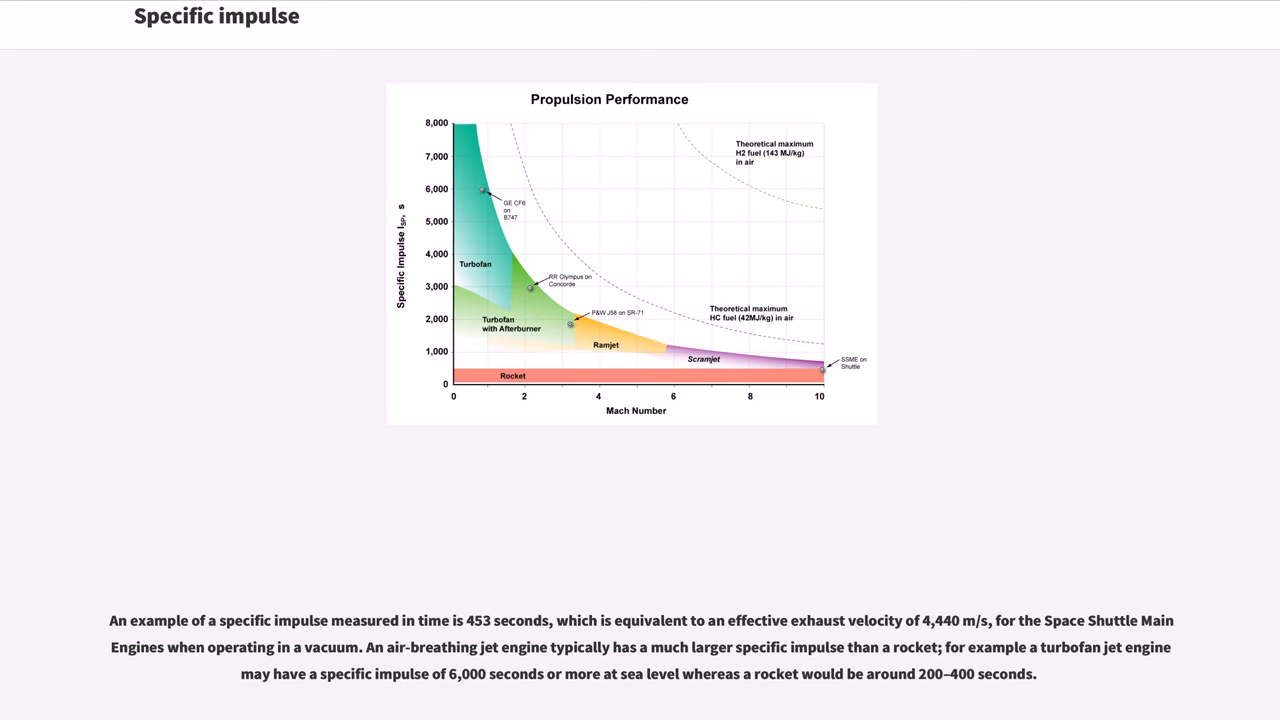 Specific impulse
Propulsion Performance
8,000
7,000
6,000
5,000
4,000
3,000
2,000
1,000
0
Specific Impulse ISP, s
Theoretical maximum
H2 fuel (143 MJ/kg)
in air
GE CF6
on
B747
Turbofan
RR Olympus on
Concorde
Theoretical maximum
HC fuel (42MJ/kg) in air
P&W J58 on SR-71
Turbofan
with Afterburner
Ramjet
Scramjet
SSME on
Shuttle
Rocket
0 2 4 6 8 10
Mach Number
An example of a specific impulse measured in time is 453 seconds, which is equivalent to an effective exhaust velocity of 4,440 m/s, for the Space Shuttle Main
Engines when operating in a vacuum. An air-breathing jet engine typically has a much larger specific impulse than a rocket; for example a turbofan jet engine
may have a specific impulse of 6,000 seconds or more at sea level whereas a rocket would be around 200–400 seconds.